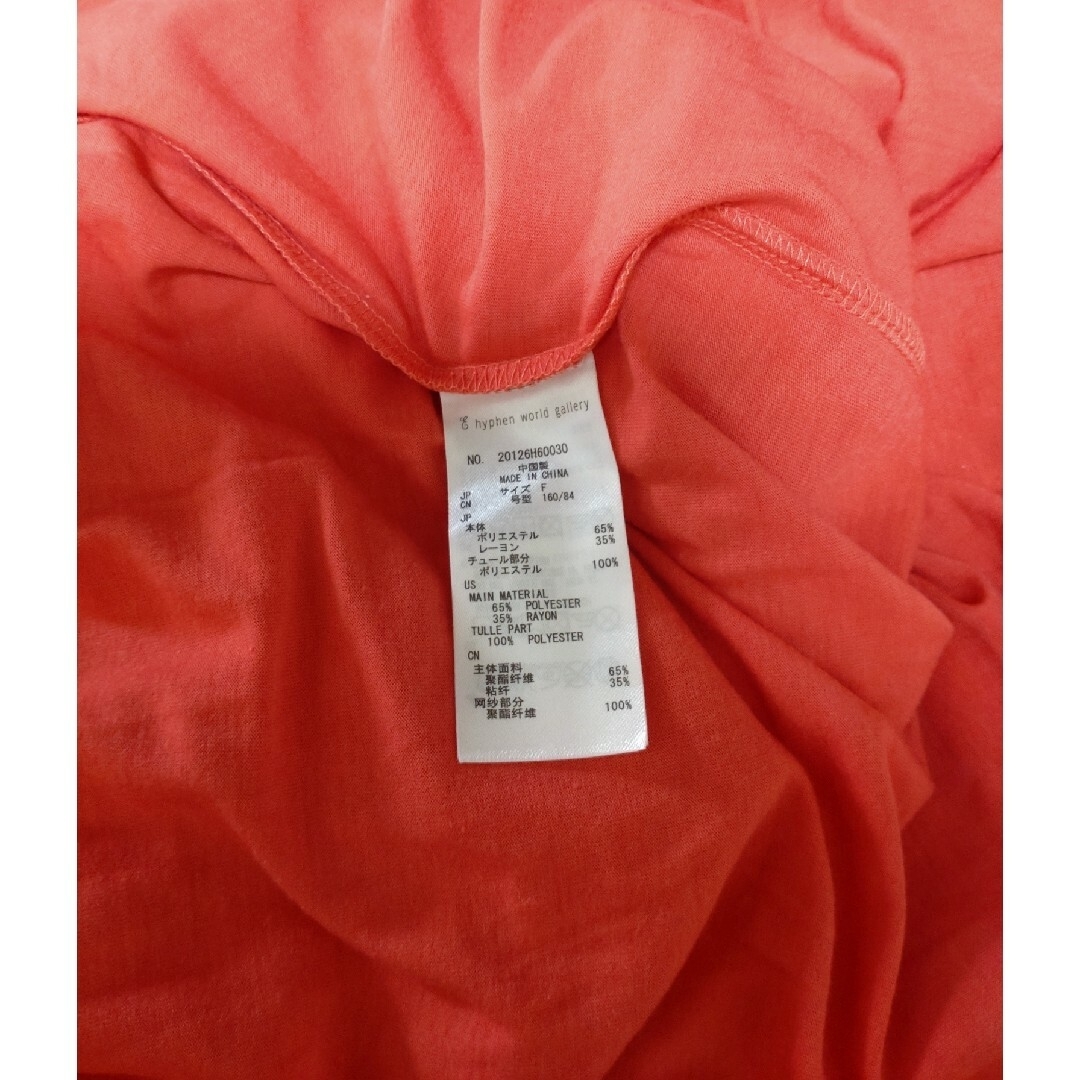 hyphen world gallery
NO. 20126H60030
中国製
MADE IN CHINA
JP サイズ F
CN 号型 160/84
JP
本体
ポリエステル 65%
レーヨン 35%
チュール部分
ポリエステル 100%
US
MAIN MATERIAL
65% POLYESTER
35% RAYON
TULLE PART
100% POLYESTER
CN
主体面料
聚酯纤维 65%
粘纤 35%
网纱部分
聚酯纤维 100%